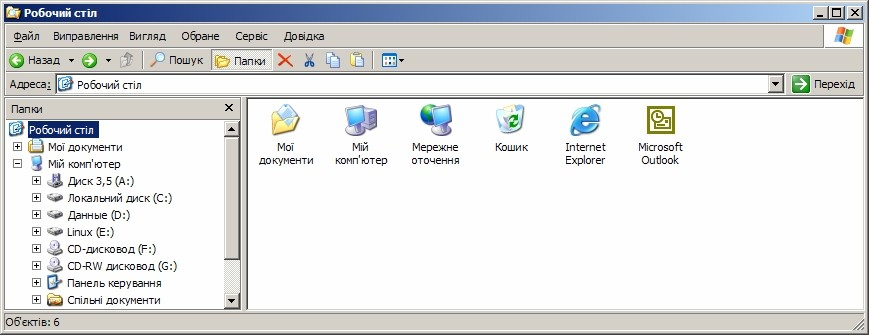 Робочий стіл
Файл Виправлення Вигляд Обране Сервіс Довідка
Назад Пошук Папки
Адреса: Робочий стіл Перехід
Папки
Робочий стіл
Мої документи
Мій комп'ютер
Диск 3,5 (A:)
Локальний диск (C:)
Данные (D:)
Linux (E:)
CD-дисковод (F:)
CD-RW дисковод (G:)
Панель керування
Спільні документи
Мої документи
Мій комп'ютер
Мережне оточення
Кошик
Internet Explorer
Microsoft Outlook
Об'єктів: 6